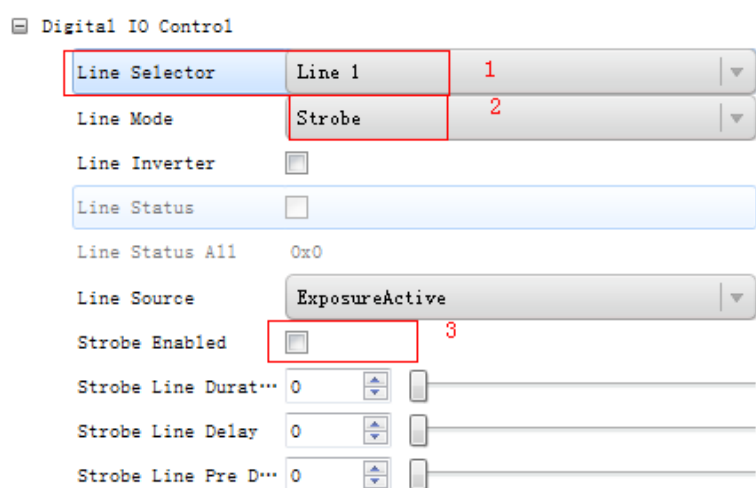 Digital IO Control
Line Selector Line 1 1
Line Mode Strobe 2
Line Inverter
Line Status
Line Status All 0x0
Line Source ExposureActive
Strobe Enabled 3
Strobe Line Durat··· 0
Strobe Line Delay 0
Strobe Line Pre D··· 0